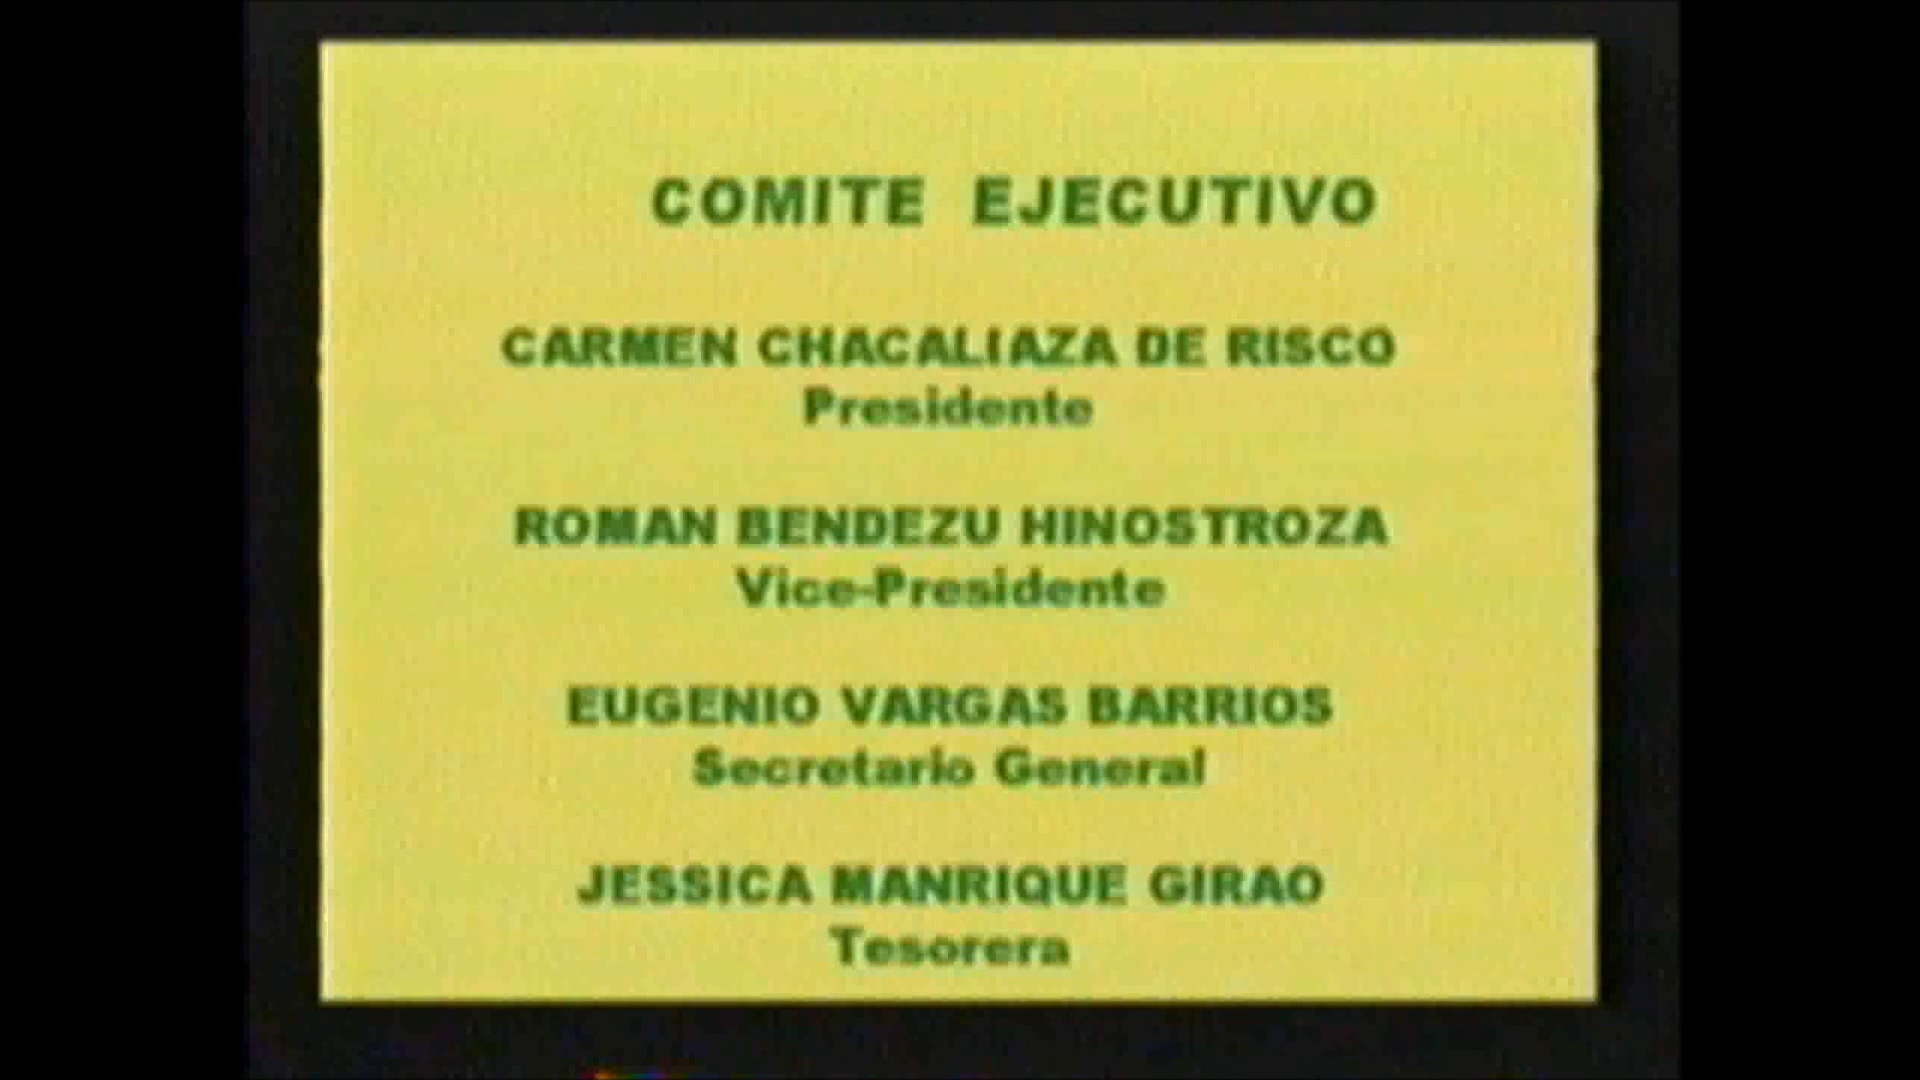 COMITE EJECUTIVO
CARMEN CHACALIAZA DE RISCO
Presidente
ROMAN BENDEZU HINOSTROZA
Vice-Presidente
EUGENIO VARGAS BARRIOS
Secretario General
JESSICA MANRIQUE GIRAO
Tesorera